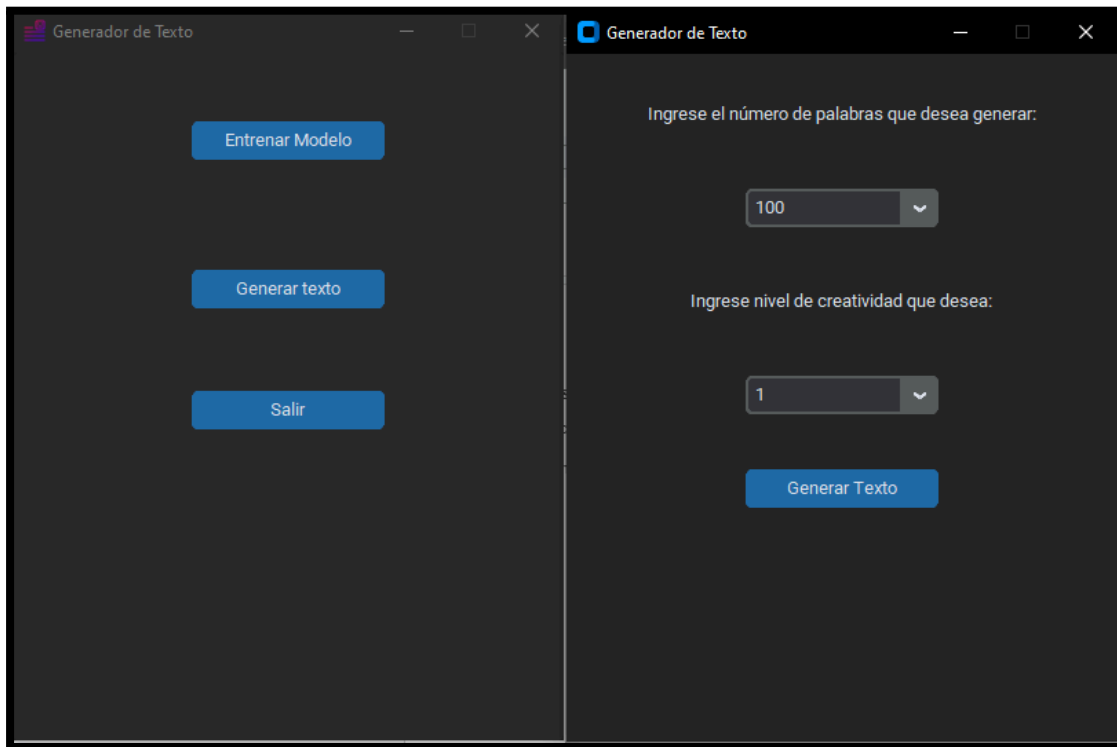 Generador de Texto
Entrenar Modelo
Generar texto
Salir
Generador de Texto
Ingrese el número de palabras que desea generar:
100
Ingrese nivel de creatividad que desea:
1
Generar Texto